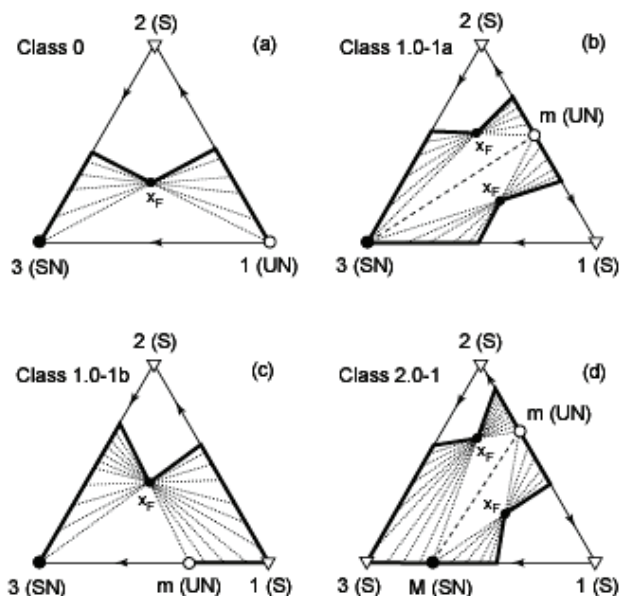 2 (S)
Class 0
(a)
x_F
3 (SN)
1 (UN)
2 (S)
Class 1.0-1a
(b)
m (UN)
x_F
x_F
3 (SN)
1 (S)
2 (S)
Class 1.0-1b
(c)
x_F
3 (SN)
m (UN)
1 (S)
2 (S)
Class 2.0-1
(d)
m (UN)
x_F
x_F
3 (S)
M (SN)
1 (S)